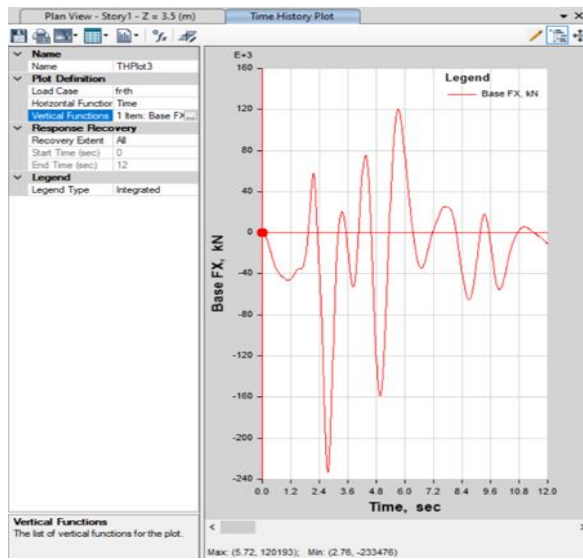 Plan View - Story1 - Z = 3.5 (m)
Time History Plot
Name
Name THPlot3
Plot Definition
Load Case fr-th
Horizontal Function Time
Vertical Functions 1 Item: Base FX ...
Response Recovery
Recovery Extent All
Start Time (sec) 0
End Time (sec) 12
Legend
Legend Type Integrated
E+3
160
120
80
40
0
-40
-80
-120
-160
-200
-240
Base FX, kN
Legend
Base FX, kN
0.0 1.2 2.4 3.6 4.8 6.0 7.2 8.4 9.6 10.8 12.0
Time, sec
Vertical Functions
The list of vertical functions for the plot.
Max: (5.72, 120193); Min: (2.76, -233476)